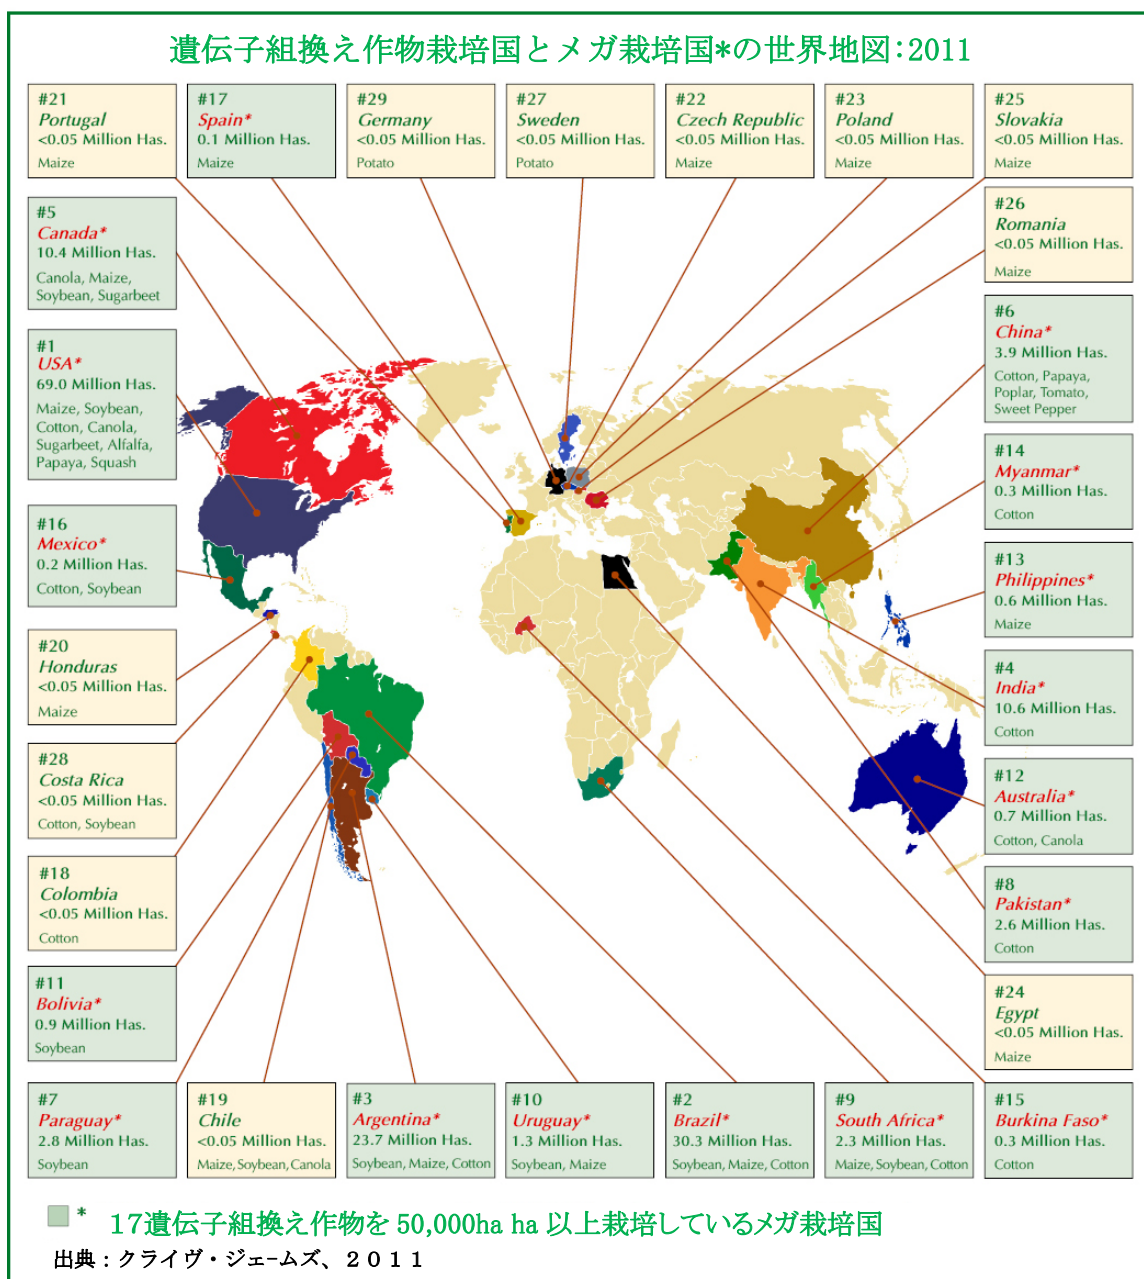 遺伝子組換え作物栽培国とメガ栽培国*の世界地図:2011
#21
Portugal
<0.05 Million Has.
Maize
#17
Spain*
0.1 Million Has.
Maize
#29
Germany
<0.05 Million Has.
Potato
#27
Sweden
<0.05 Million Has.
Potato
#22
Czech Republic
<0.05 Million Has.
Maize
#23
Poland
<0.05 Million Has.
Maize
#25
Slovakia
<0.05 Million Has.
Maize
#5
Canada*
10.4 Million Has.
Canola, Maize,
Soybean, Sugarbeet
#1
USA*
69.0 Million Has.
Maize, Soybean,
Cotton, Canola,
Sugarbeet, Alfalfa,
Papaya, Squash
#16
Mexico*
0.2 Million Has.
Cotton, Soybean
#20
Honduras
<0.05 Million Has.
Maize
#28
Costa Rica
<0.05 Million Has.
Cotton, Soybean
#18
Colombia
<0.05 Million Has.
Cotton
#11
Bolivia*
0.9 Million Has.
Soybean
#26
Romania
<0.05 Million Has.
Maize
#6
China*
3.9 Million Has.
Cotton, Papaya,
Poplar, Tomato,
Sweet Pepper
#14
Myanmar*
0.3 Million Has.
Cotton
#13
Philippines*
0.6 Million Has.
Maize
#4
India*
10.6 Million Has.
Cotton
#12
Australia*
0.7 Million Has.
Cotton, Canola
#8
Pakistan*
2.6 Million Has.
Cotton
#24
Egypt
<0.05 Million Has.
Maize
#7
Paraguay*
2.8 Million Has.
Soybean
#19
Chile
<0.05 Million Has.
Maize, Soybean, Canola
#3
Argentina*
23.7 Million Has.
Soybean, Maize, Cotton
#10
Uruguay*
1.3 Million Has.
Soybean, Maize
#2
Brazil*
30.3 Million Has.
Soybean, Maize, Cotton
#9
South Africa*
2.3 Million Has.
Maize, Soybean, Cotton
#15
Burkina Faso*
0.3 Million Has.
Cotton
* 17遺伝子組換え作物を 50,000ha ha 以上栽培しているメガ栽培国
出典：クライヴ・ジェームズ、２０１１